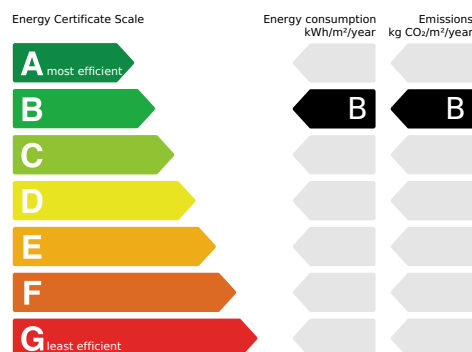 Energy Certificate Scale
Energy consumption
kWh/m²/year
Emissions
kg CO₂/m²/year
A most efficient
B
B
B
C
D
E
F
G least efficient